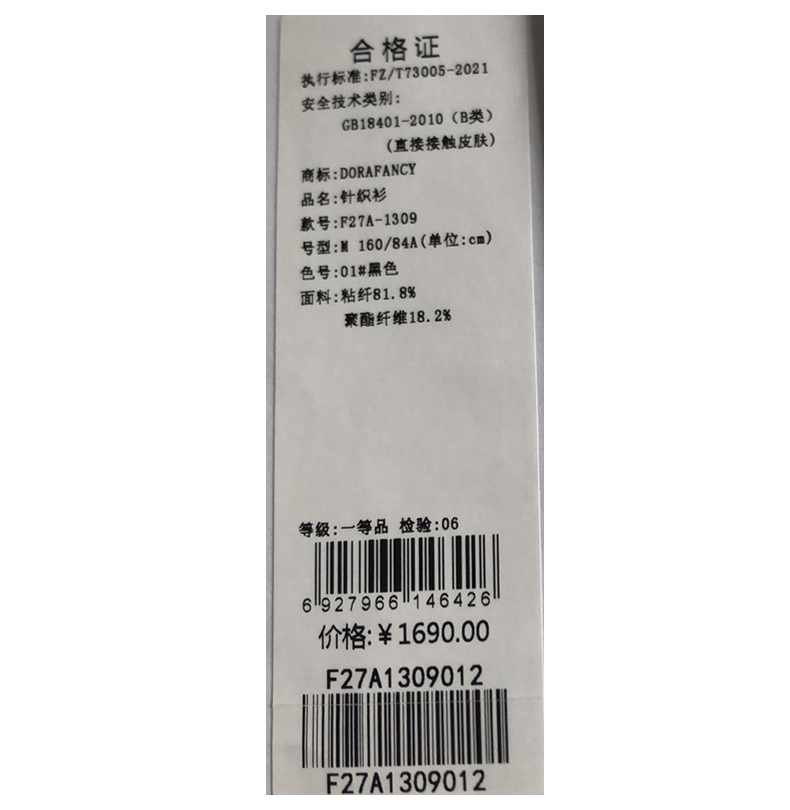 合格证
执行标准:FZ/T73005-2021
安全技术类别:
GB18401-2010（B类）
(直接接触皮肤)
商标:DORAFANCY
品名:针织衫
款号:F27A-1309
号型:M 160/84A(单位:cm)
色号:01#黑色
面料:粘纤81.8%
聚酯纤维18.2%
等级:一等品 检验:06
6 927966 146426
价格:￥1690.00
F27A1309012
F27A1309012